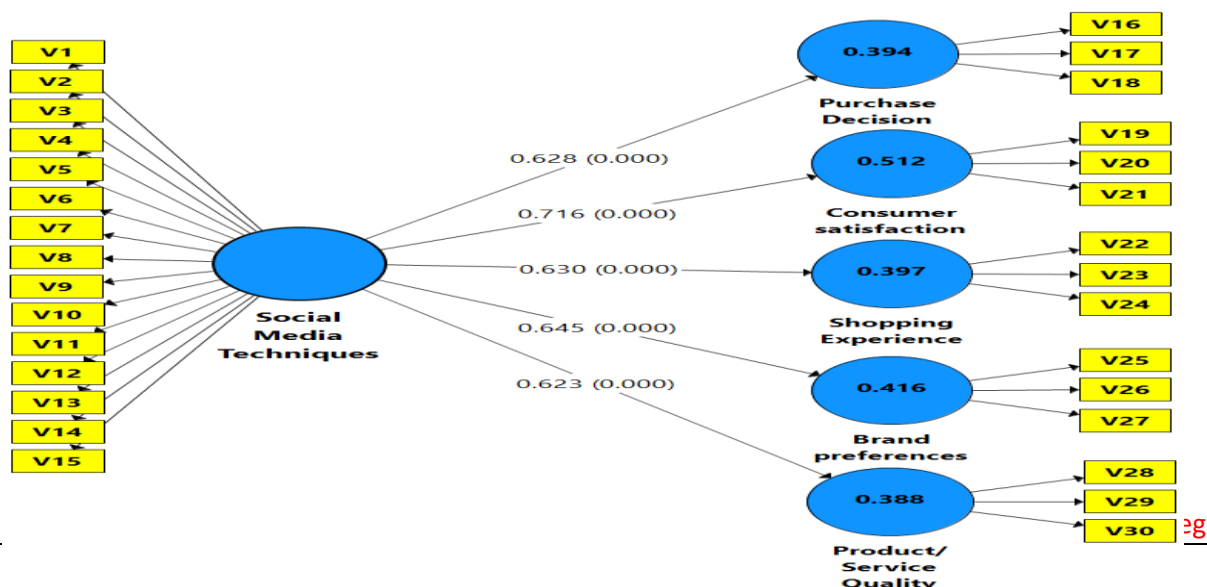 V1
V2
V3
V4
V5
V6
V7
V8
V9
V10
V11
V12
V13
V14
V15
Social
Media
Techniques
0.628 (0.000)
0.716 (0.000)
0.630 (0.000)
0.645 (0.000)
0.623 (0.000)
0.394
Purchase
Decision
V16
V17
V18
0.512
Consumer
satisfaction
V19
V20
V21
0.397
Shopping
Experience
V22
V23
V24
0.416
Brand
preferences
V25
V26
V27
0.388
Product/
Service
Quality
V28
V29
V30